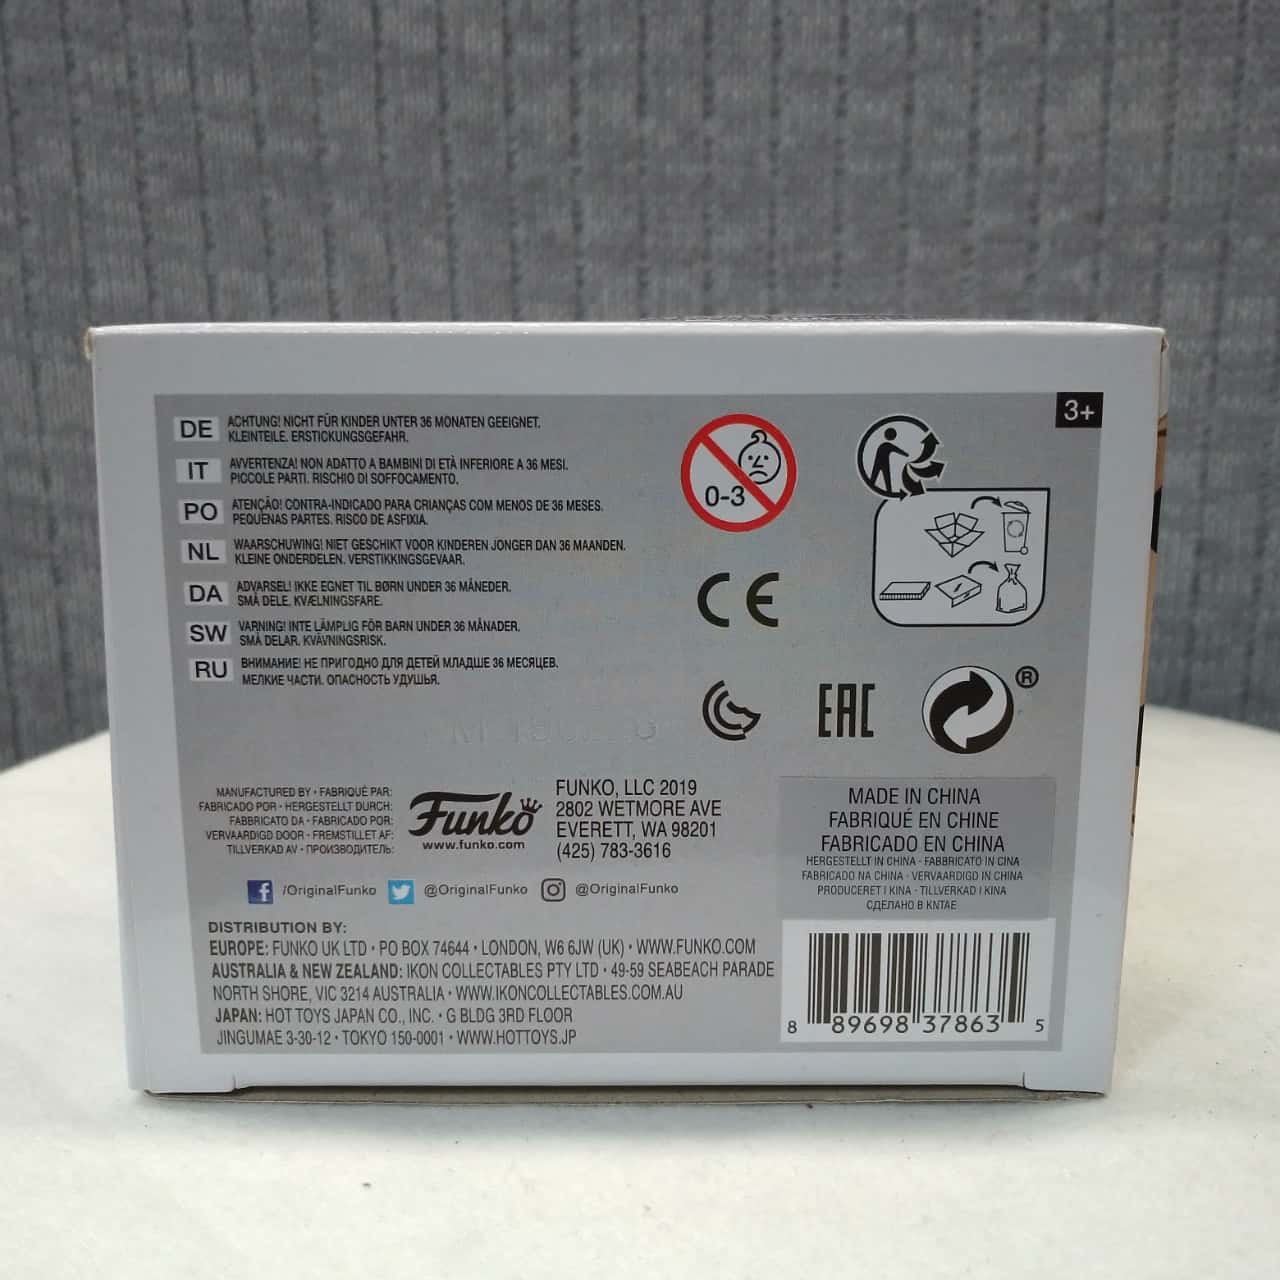 3+
DE ACHTUNG! NICHT FÜR KINDER UNTER 36 MONATEN GEEIGNET.
KLEINTEILE. ERSTICKUNGSGEFAHR.
IT AVVERTENZA! NON ADATTO A BAMBINI DI ETÀ INFERIORE A 36 MESI.
PICCOLE PARTI. RISCHIO DI SOFFOCAMENTO.
PO ATENÇÃO! CONTRA-INDICADO PARA CRIANÇAS COM MENOS DE 36 MESES.
PEQUENAS PARTES. RISCO DE ASFIXIA.
NL WAARSCHUWING! NIET GESCHIKT VOOR KINDEREN JONGER DAN 36 MAANDEN.
KLEINE ONDERDELEN. VERSTIKKINGSGEVAAR.
DA ADVARSEL! IKKE EGNET TIL BØRN UNDER 36 MÅNEDER.
SMÅ DELE. KVÆLNINGSFARE.
SW VARNING! INTE LÄMPLIG FÖR BARN UNDER 36 MÅNADER.
SMÅ DELAR. KVÄVNINGSRISK.
RU ВНИМАНИЕ! НЕ ПРИГОДНО ДЛЯ ДЕТЕЙ МЛАДШЕ 36 МЕСЯЦЕВ.
МЕЛКИЕ ЧАСТИ. ОПАСНОСТЬ УДУШЬЯ.
0-3
CE
EAC
®
MANUFACTURED BY • FABRIQUÉ PAR:
FABRICADO POR • HERGESTELLT DURCH:
FABBRICATO DA • FABRICADO POR:
VERVAARDIGD DOOR • FREMSTILLET AF:
TILLVERKAD AV • ПРОИЗВОДИТЕЛЬ:
Funko
www.funko.com
FUNKO, LLC 2019
2802 WETMORE AVE
EVERETT, WA 98201
(425) 783-3616
/OriginalFunko @OriginalFunko @OriginalFunko
DISTRIBUTION BY:
EUROPE: FUNKO UK LTD • PO BOX 74644 • LONDON, W6 6JW (UK) • WWW.FUNKO.COM
AUSTRALIA & NEW ZEALAND: IKON COLLECTABLES PTY LTD • 49-59 SEABEACH PARADE
NORTH SHORE, VIC 3214 AUSTRALIA • WWW.IKONCOLLECTABLES.COM.AU
JAPAN: HOT TOYS JAPAN CO., INC. • G BLDG 3RD FLOOR
JINGUMAE 3-30-12 • TOKYO 150-0001 • WWW.HOTTOYS.JP
MADE IN CHINA
FABRIQUÉ EN CHINE
FABRICADO EN CHINA
HERGESTELLT IN CHINA • FABBRICATO IN CINA
FABRICADO NA CHINA • VERVAARDIGD IN CHINA
PRODUCERET I KINA • TILLVERKAD I KINA
СДЕЛАНО В КИТАЕ
8 89698 37863 5